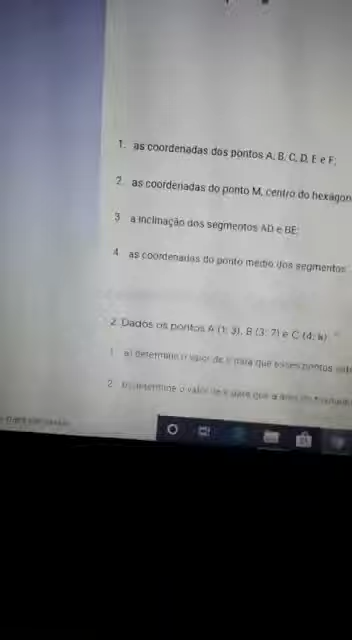 1. as coordenadas dos pontos A, B, C, D, E e F;
2. as coordenadas do ponto M, centro do hexágon
3. a inclinação dos segmentos AD e BE;
4. as coordenadas do ponto médio dos segmentos
2. Dados os pontos A (1; 3), B (3; 7) e C (4; k)
1. a) determine o valor de k para que esses pontos
2. b) determine o valor de k para que a área do